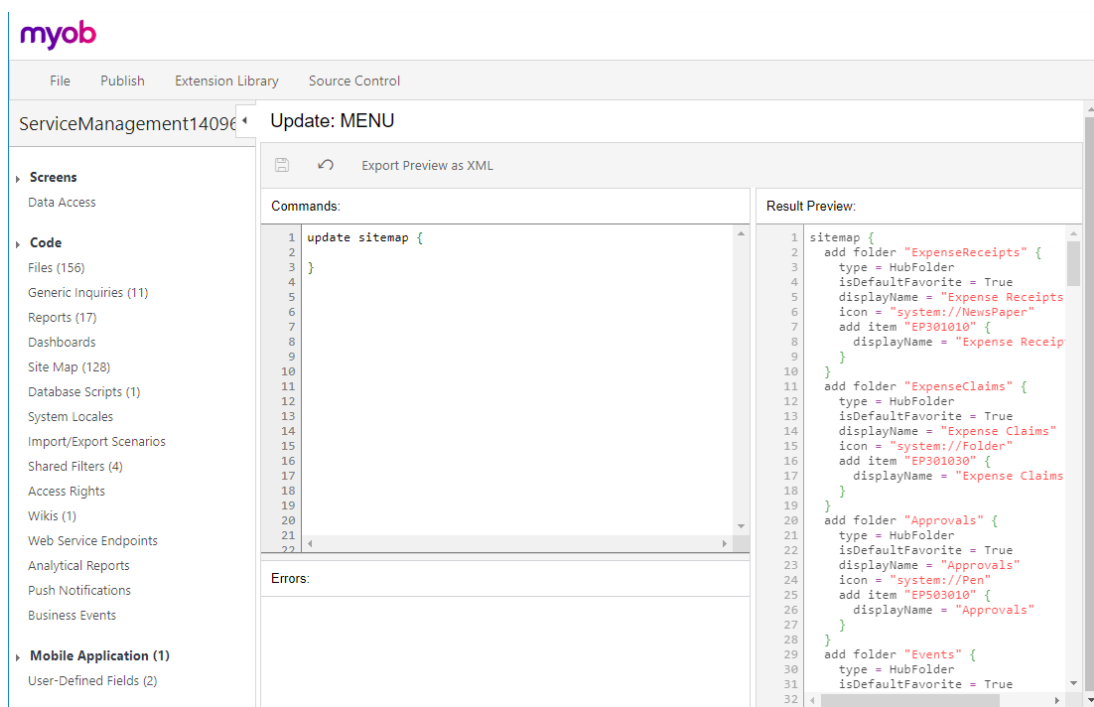 myob
File Publish Extension Library Source Control
ServiceManagement14096
Update: MENU
Export Preview as XML
Screens
Data Access
Code
Files (156)
Generic Inquiries (11)
Reports (17)
Dashboards
Site Map (128)
Database Scripts (1)
System Locales
Import/Export Scenarios
Shared Filters (4)
Access Rights
Wikis (1)
Web Service Endpoints
Analytical Reports
Push Notifications
Business Events
Mobile Application (1)
User-Defined Fields (2)
Commands:
1 update sitemap {
2
3 }
4
5
6
7
8
9
10
11
12
13
14
15
16
17
18
19
20
21
22
Errors:
Result Preview:
1 sitemap {
2 add folder "ExpenseReceipts" {
3 type = HubFolder
4 isDefaultFavorite = True
5 displayName = "Expense Receipts
6 icon = "system://NewsPaper"
7 add item "EP301010" {
8 displayName = "Expense Receip
9 }
10 }
11 add folder "ExpenseClaims" {
12 type = HubFolder
13 isDefaultFavorite = True
14 displayName = "Expense Claims"
15 icon = "system://Folder"
16 add item "EP301030" {
17 displayName = "Expense Claims
18 }
19 }
20 add folder "Approvals" {
21 type = HubFolder
22 isDefaultFavorite = True
23 displayName = "Approvals"
24 icon = "system://Pen"
25 add item "EP503010" {
26 displayName = "Approvals"
27 }
28 }
29 add folder "Events" {
30 type = HubFolder
31 isDefaultFavorite = True
32